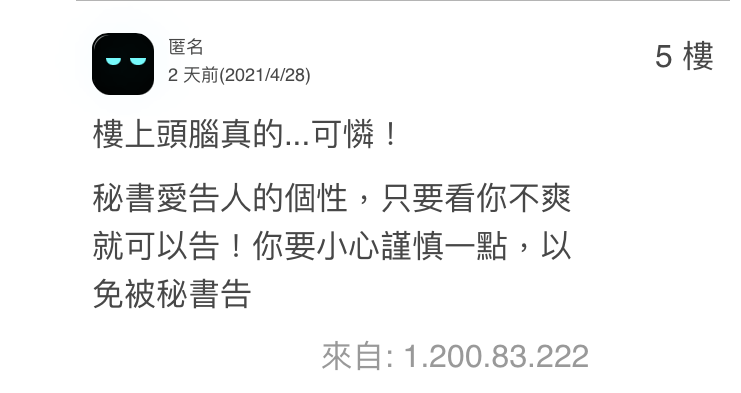 匿名
5 樓
2 天前(2021/4/28)
樓上頭腦真的...可憐！
秘書愛告人的個性，只要看你不爽
就可以告！你要小心謹慎一點，以
免被秘書告
來自: 1.200.83.222